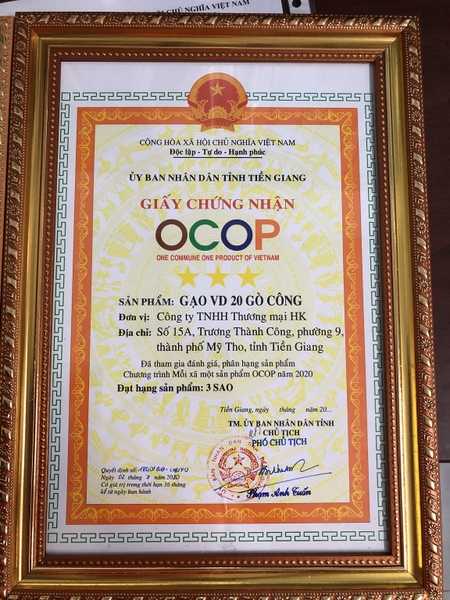 CHỦ NGHĨA VIỆT NAM
CỘNG HÒA XÃ HỘI CHỦ NGHĨA VIỆT NAM
Độc lập - Tự do - Hạnh phúc
ỦY BAN NHÂN DÂN TỈNH TIỀN GIANG
GIẤY CHỨNG NHẬN
OCOP
ONE COMMUNE ONE PRODUCT OF VIETNAM
SẢN PHẨM: GẠO VD 20 GÒ CÔNG
Đơn vị: Công ty TNHH Thương mại HK
Địa chỉ: Số 15A, Trương Thành Công, phường 9,
thành phố Mỹ Tho, tỉnh Tiền Giang
Đã tham gia đánh giá, phân hạng sản phẩm
Chương trình Mỗi xã một sản phẩm OCOP năm 2020
Đạt hạng sản phẩm: 3 SAO
Tiền Giang, ngày tháng năm 20...
TM. ỦY BAN NHÂN DÂN TỈNH
CHỦ TỊCH
PHÓ CHỦ TỊCH
Quyết định số:
Ngày 02 7 2020
Có giá trị trong thời hạn 36 tháng
kể từ ngày ban hành
Phạm Anh Tuấn